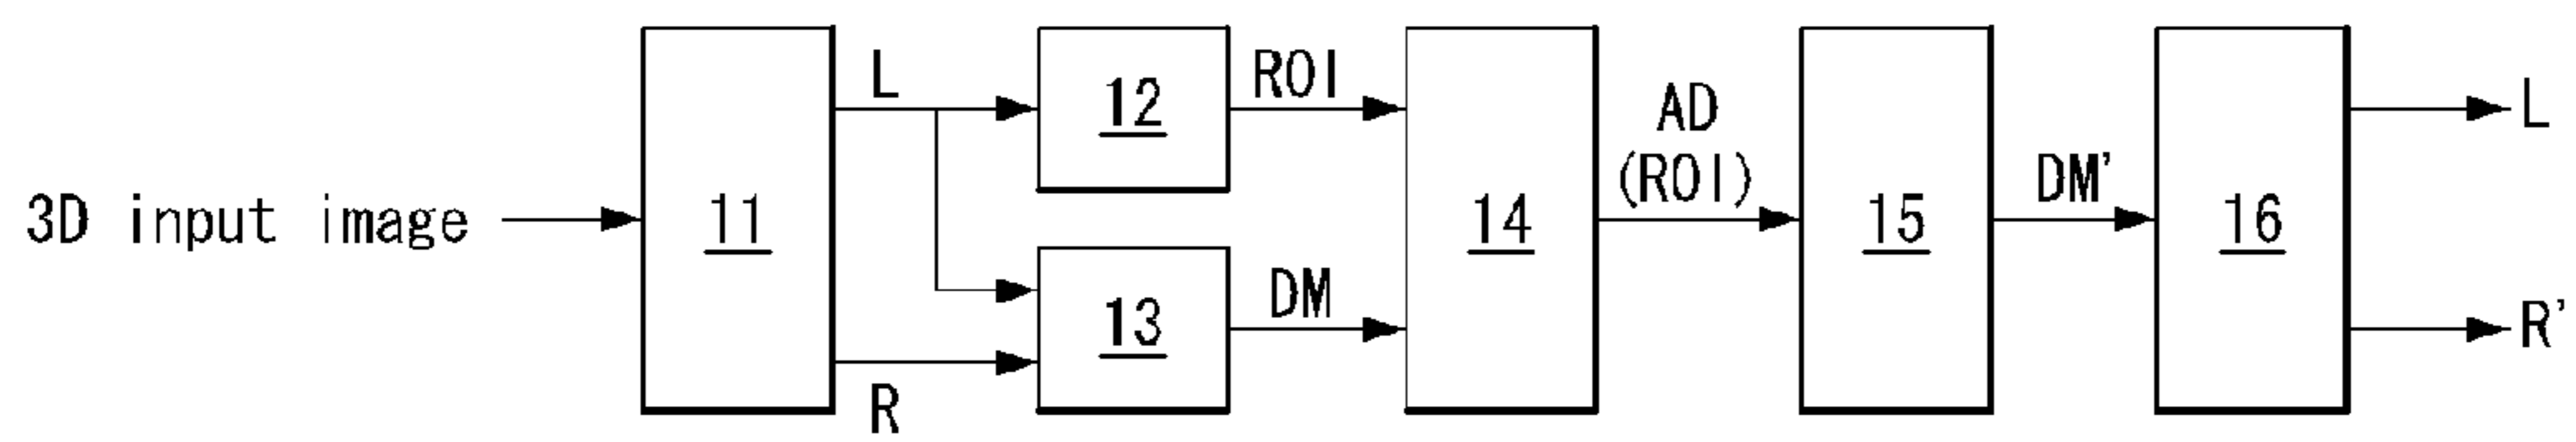 3D input image
11
L
R
12
13
ROI
DM
14
AD
(ROI)
15
DM'
16
L
R'